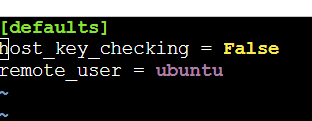 [defaults]
host_key_checking = False
remote_user = ubuntu
~
~